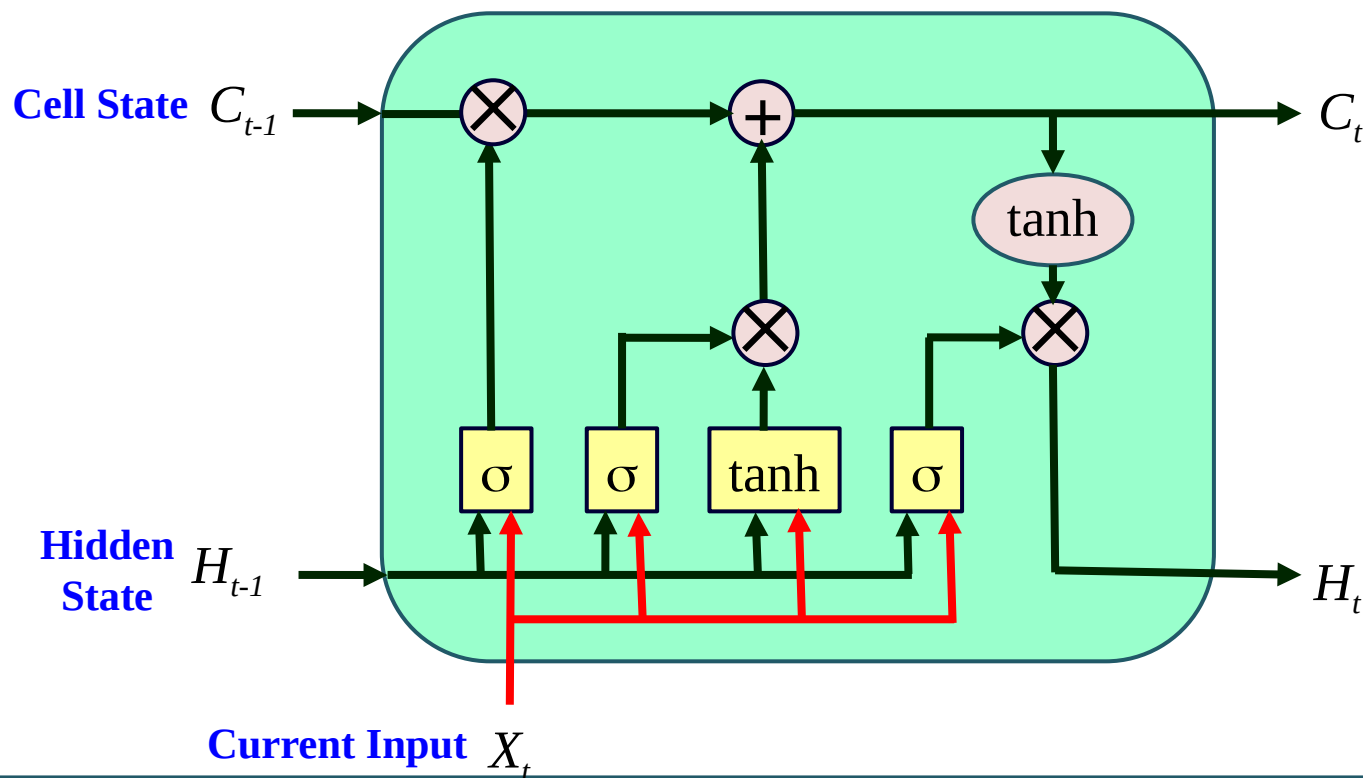 Cell State C_{t-1}
×
+
C_t
tanh
×
×
σ
σ
tanh
σ
Hidden
State
H_{t-1}
H_t
Current Input X_t